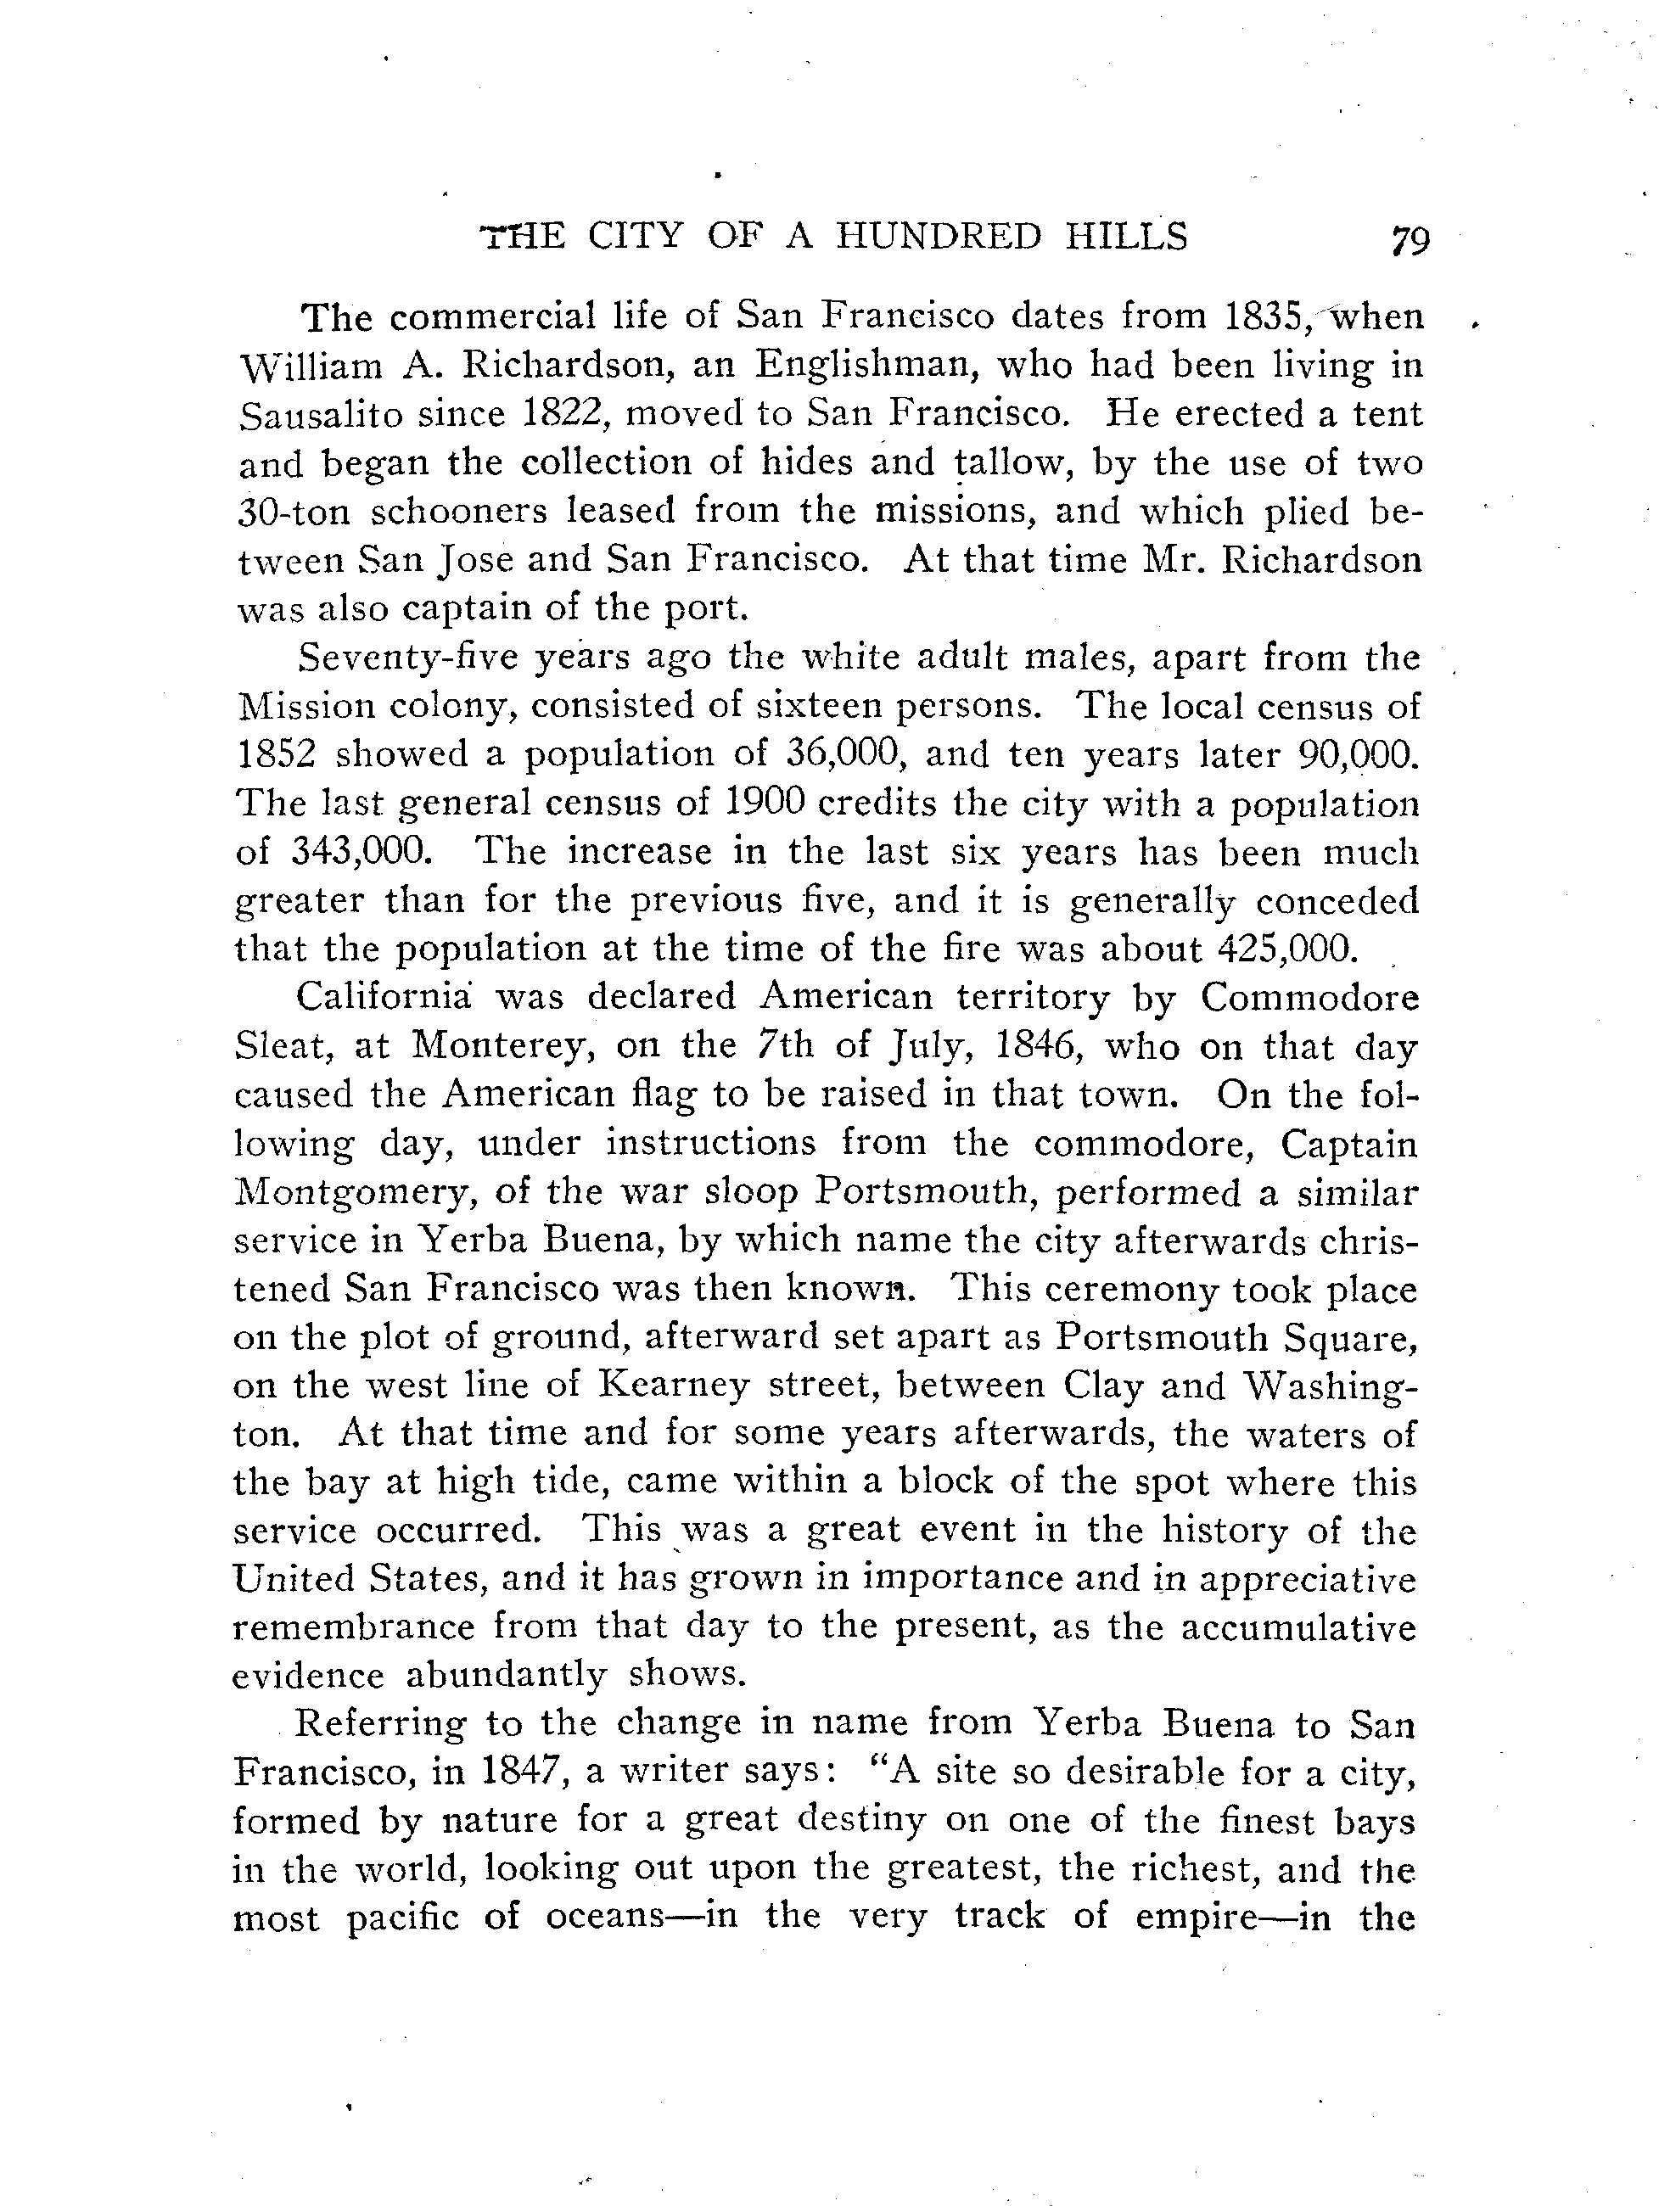 THE CITY OF A HUNDRED HILLS 79
The commercial life of San Francisco dates from 1835, when
William A. Richardson, an Englishman, who had been living in
Sausalito since 1822, moved to San Francisco. He erected a tent
and began the collection of hides and tallow, by the use of two
30-ton schooners leased from the missions, and which plied be-
tween San Jose and San Francisco. At that time Mr. Richardson
was also captain of the port.
Seventy-five years ago the white adult males, apart from the
Mission colony, consisted of sixteen persons. The local census of
1852 showed a population of 36,000, and ten years later 90,000.
The last general census of 1900 credits the city with a population
of 343,000. The increase in the last six years has been much
greater than for the previous five, and it is generally conceded
that the population at the time of the fire was about 425,000.
California was declared American territory by Commodore
Sleat, at Monterey, on the 7th of July, 1846, who on that day
caused the American flag to be raised in that town. On the fol-
lowing day, under instructions from the commodore, Captain
Montgomery, of the war sloop Portsmouth, performed a similar
service in Yerba Buena, by which name the city afterwards chris-
tened San Francisco was then known. This ceremony took place
on the plot of ground, afterward set apart as Portsmouth Square,
on the west line of Kearney street, between Clay and Washing-
ton. At that time and for some years afterwards, the waters of
the bay at high tide, came within a block of the spot where this
service occurred. This was a great event in the history of the
United States, and it has grown in importance and in appreciative
remembrance from that day to the present, as the accumulative
evidence abundantly shows.
Referring to the change in name from Yerba Buena to San
Francisco, in 1847, a writer says: "A site so desirable for a city,
formed by nature for a great destiny on one of the finest bays
in the world, looking out upon the greatest, the richest, and the
most pacific of oceans—in the very track of empire—in the